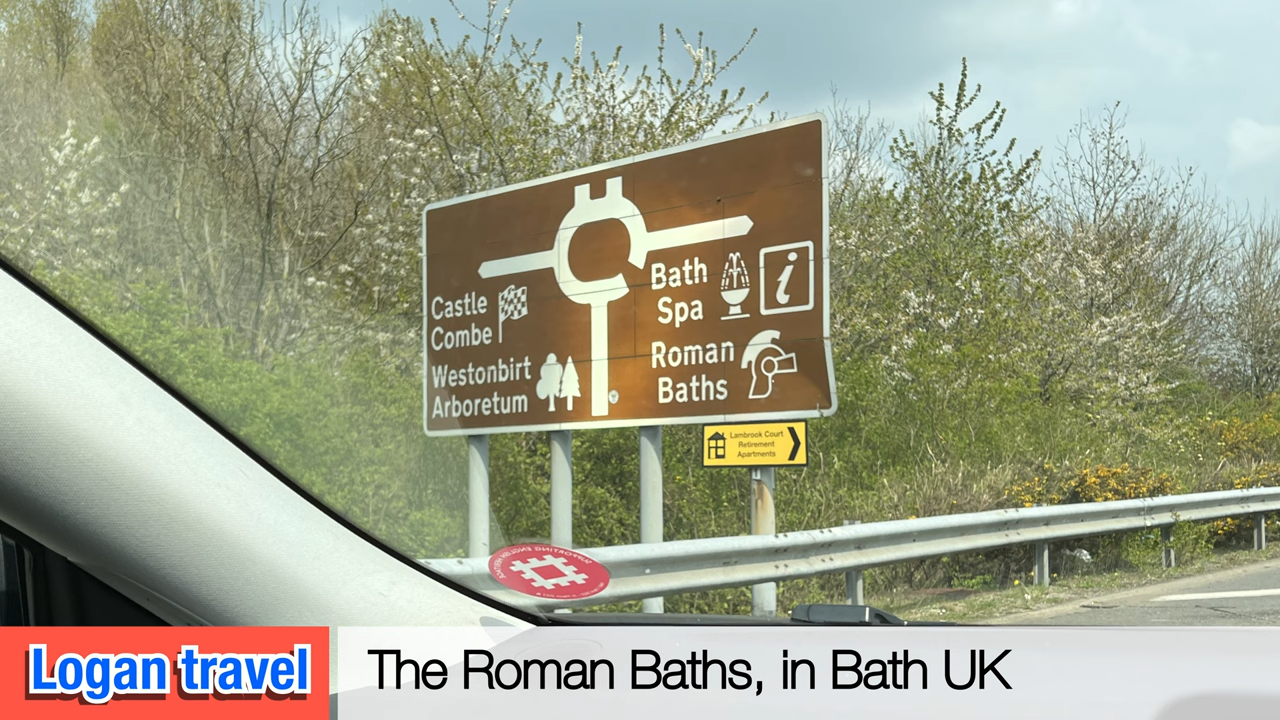 Castle
Combe
Westonbirt
Arboretum
Bath
Spa
i
Roman
Baths
Lambrook Court
Retirement
Apartments
Logan travel
The Roman Baths, in Bath UK